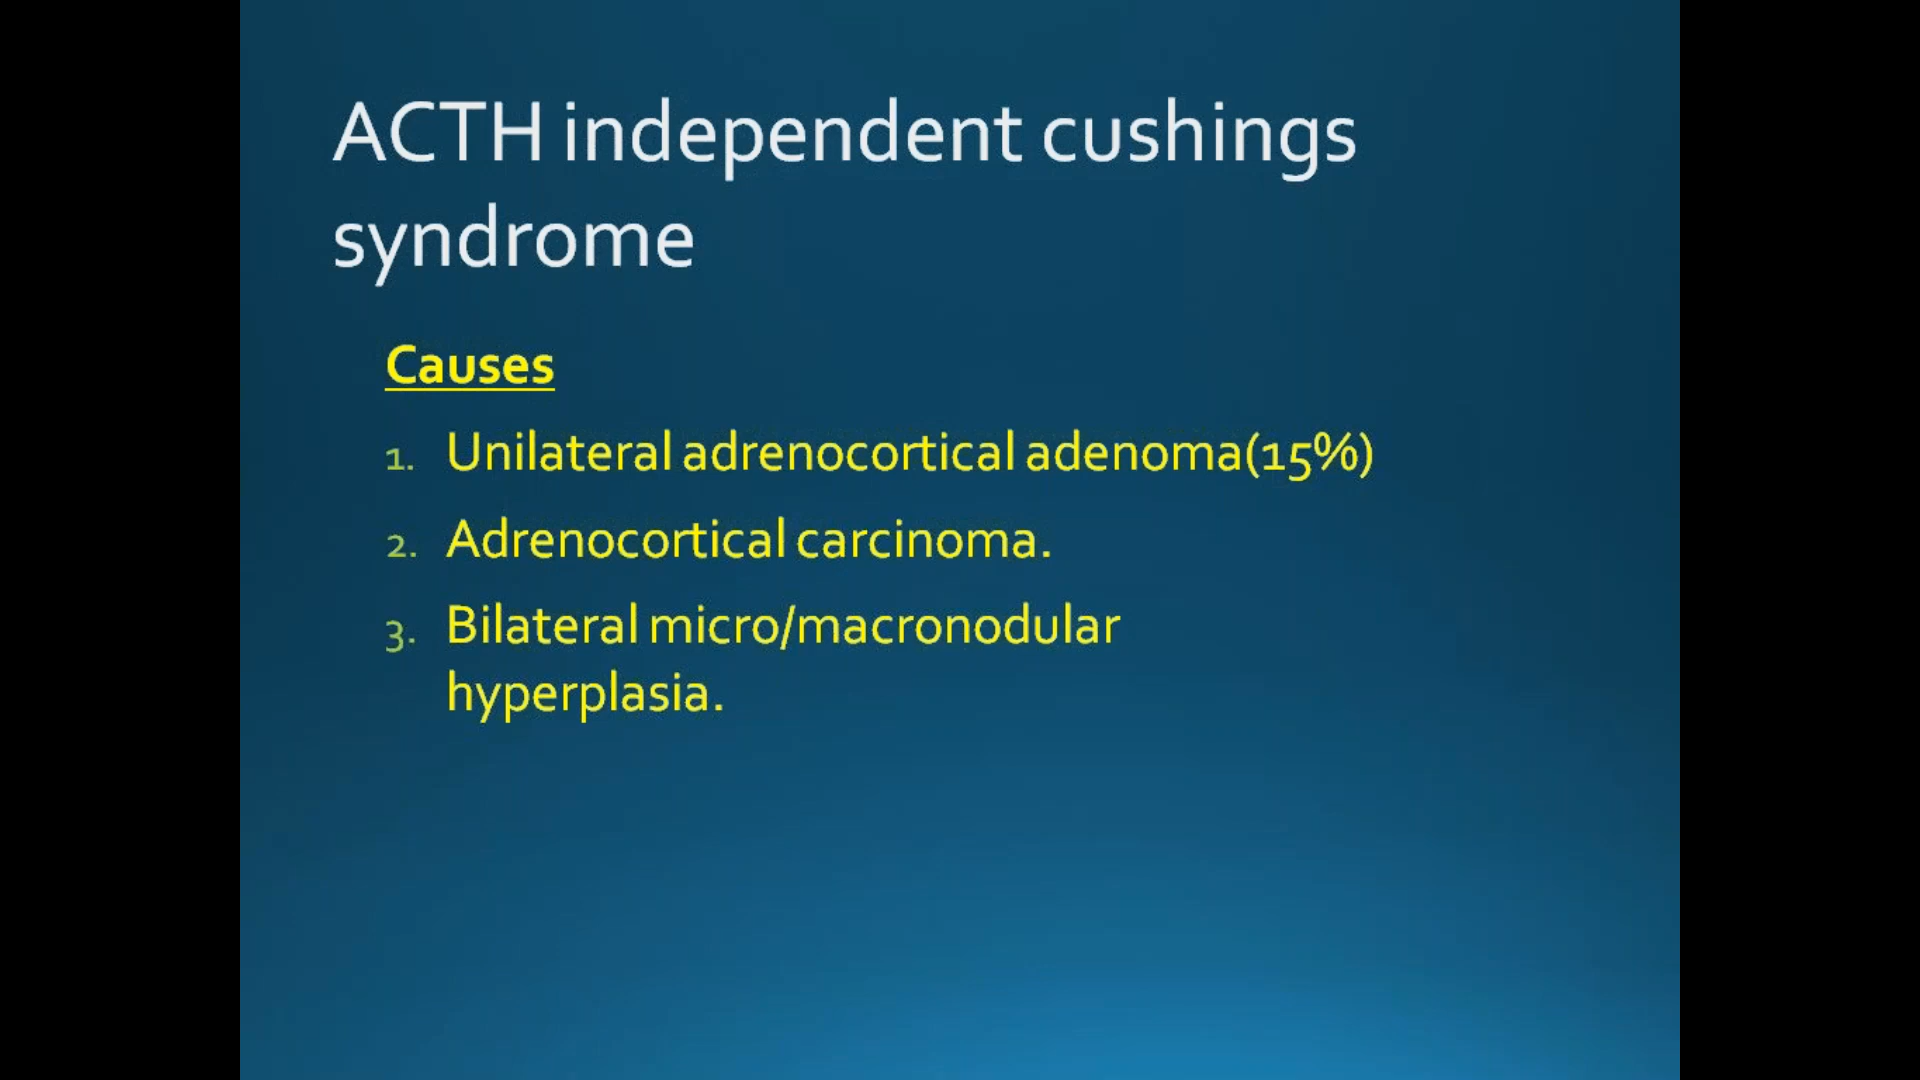 ACTH independent cushings
syndrome
Causes
1. Unilateral adrenocortical adenoma(15%)
2. Adrenocortical carcinoma.
3. Bilateral micro/macronodular
hyperplasia.